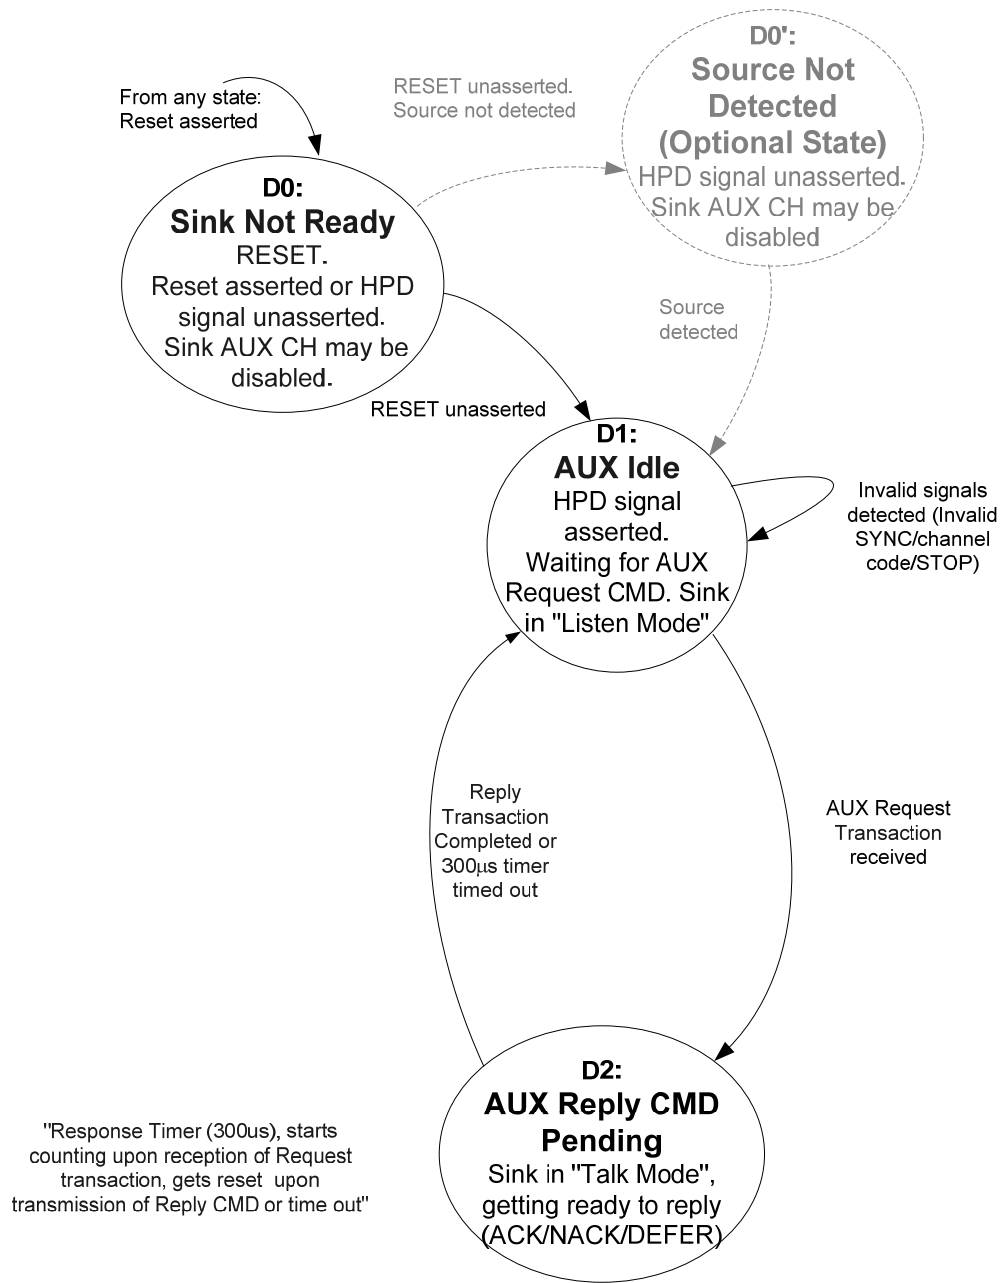 D0':
Source Not
Detected
(Optional State)
HPD signal unasserted.
Sink AUX CH may be
disabled
RESET unasserted.
Source not detected
From any state:
Reset asserted
D0:
Sink Not Ready
RESET.
Reset asserted or HPD
signal unasserted.
Sink AUX CH may be
disabled.
Source
detected
RESET unasserted
D1:
AUX Idle
HPD signal
asserted.
Waiting for AUX
Request CMD. Sink
in "Listen Mode"
Invalid signals
detected (Invalid
SYNC/channel
code/STOP)
Reply
Transaction
Completed or
300µs timer
timed out
AUX Request
Transaction
received
D2:
AUX Reply CMD
Pending
Sink in "Talk Mode",
getting ready to reply
(ACK/NACK/DEFER)
"Response Timer (300us), starts
counting upon reception of Request
transaction, gets reset upon
transmission of Reply CMD or time out"